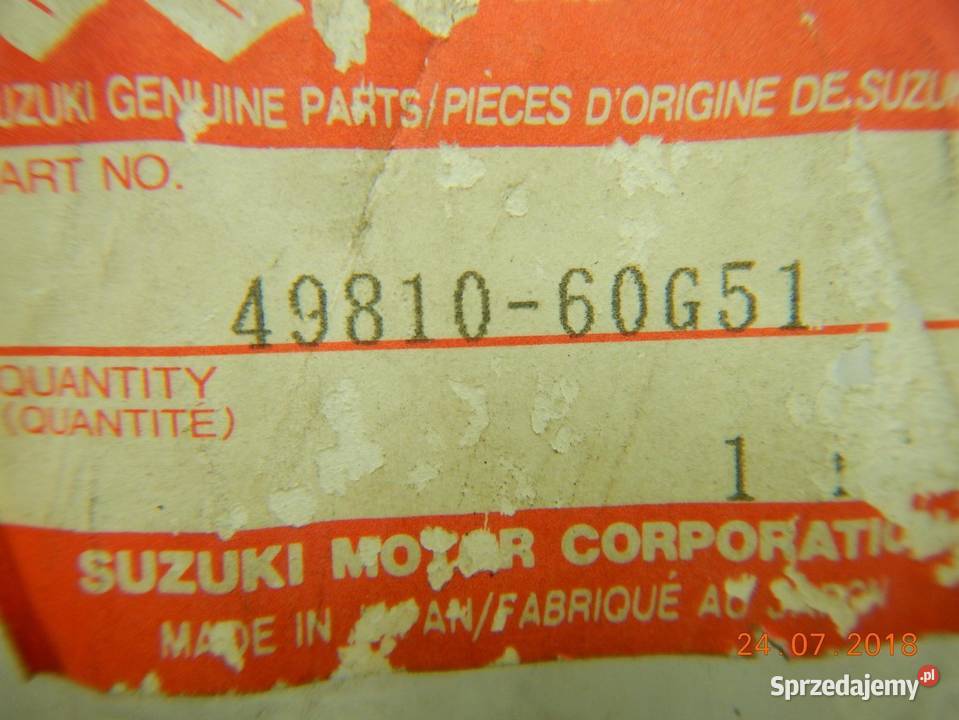 UZUKI GENUINE PARTS/PIECES D'ORIGINE DE SUZU
ART NO.
49810-60G51
QUANTITY
(QUANTITÉ)
1
SUZUKI MOTOR CORPORATIO
MADE IN JAPAN/FABRIQUÉ AU JAPON
24.07.2018
Sprzedajemy.pl